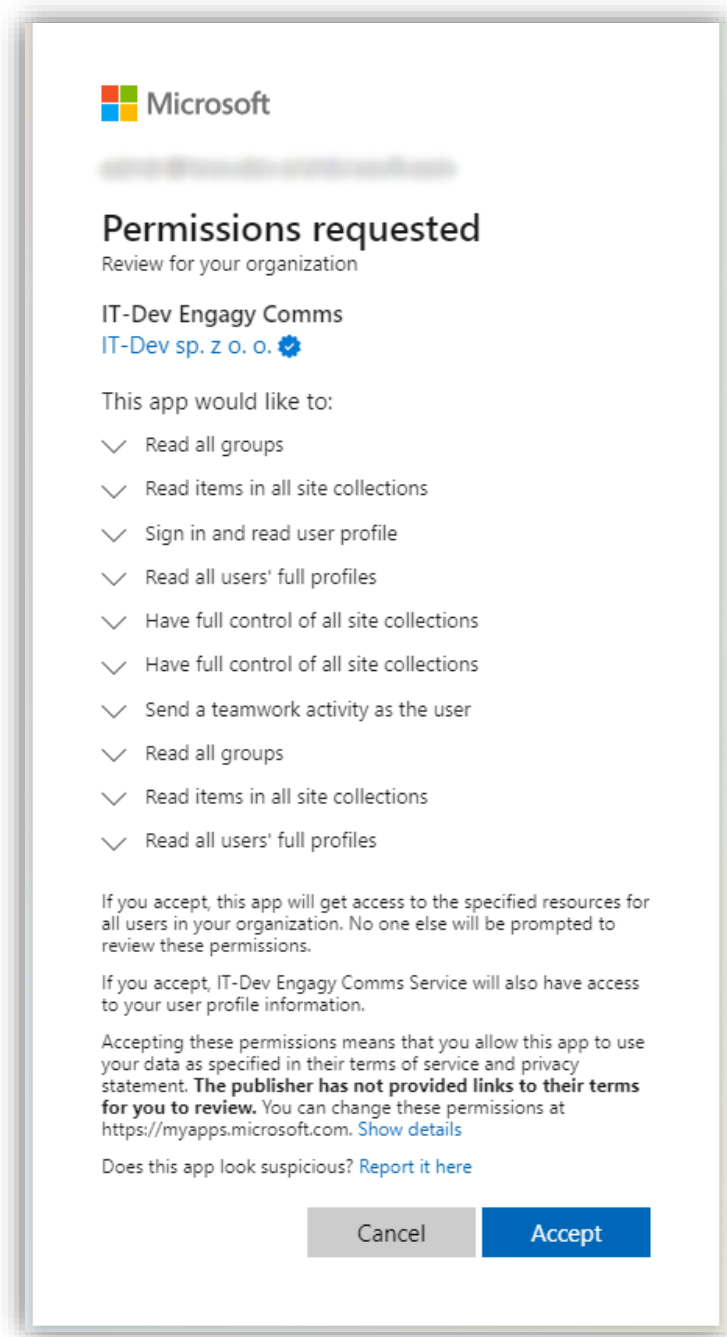 Microsoft
Permissions requested
Review for your organization
IT-Dev Engagy Comms
IT-Dev sp. z o. o.
This app would like to:
Read all groups
Read items in all site collections
Sign in and read user profile
Read all users' full profiles
Have full control of all site collections
Have full control of all site collections
Send a teamwork activity as the user
Read all groups
Read items in all site collections
Read all users' full profiles
If you accept, this app will get access to the specified resources for
all users in your organization. No one else will be prompted to
review these permissions.
If you accept, IT-Dev Engagy Comms Service will also have access
to your user profile information.
Accepting these permissions means that you allow this app to use
your data as specified in their terms of service and privacy
statement. The publisher has not provided links to their terms
for you to review. You can change these permissions at
https://myapps.microsoft.com. Show details
Does this app look suspicious? Report it here
Cancel Accept